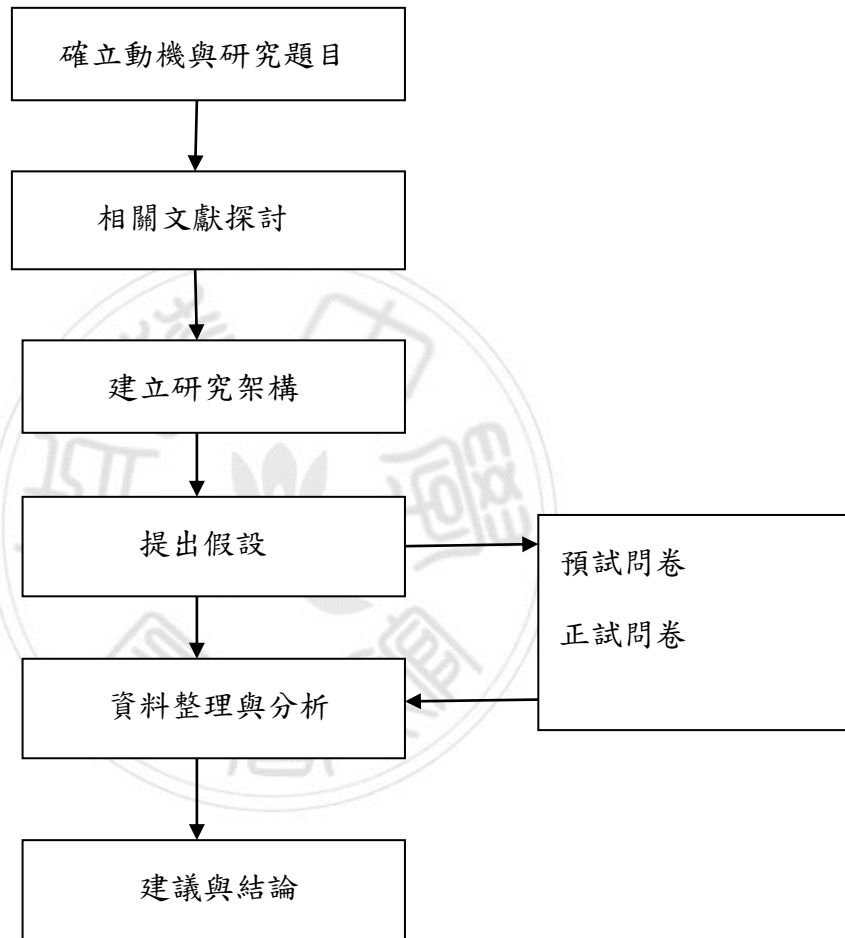 確立動機與研究題目
相關文獻探討
建立研究架構
提出假設
預試問卷
正試問卷
資料整理與分析
建議與結論